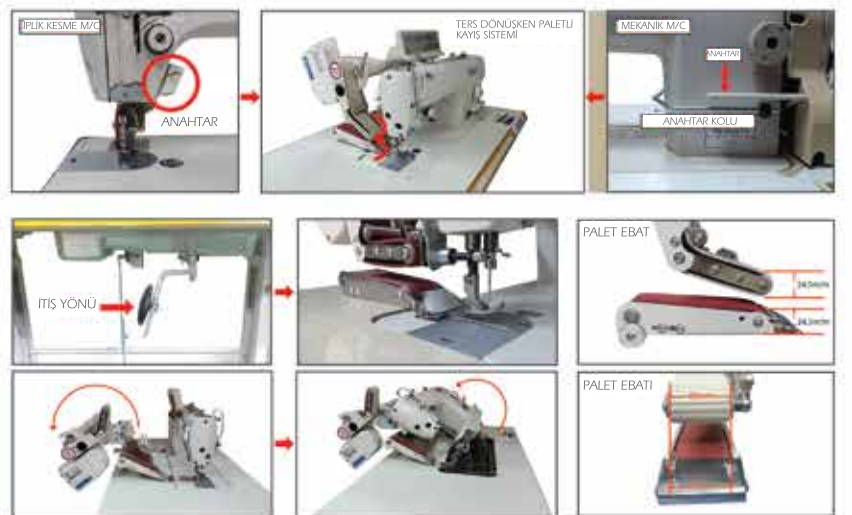 İPLİK KESME M/C
ANAHTAR
TERS DÖNÜŞKEN PALETLİ
KAYIŞ SİSTEMİ
MEKANİK M/C
ANAHTAR
ANAHTAR KOLU
İTİŞ YÖNÜ
PALET EBAT
PALET EBATI